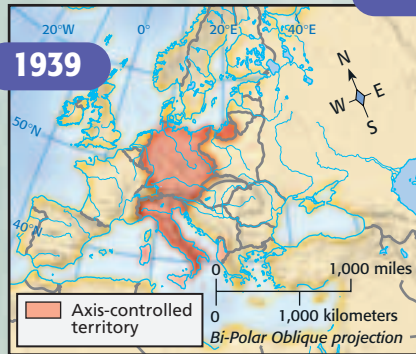 20°W
0°
20°E
40°E
1939
50°N
40°N
N
W
E
S
0
1,000 miles
0
1,000 kilometers
Bi-Polar Oblique projection
Axis-controlled
territory